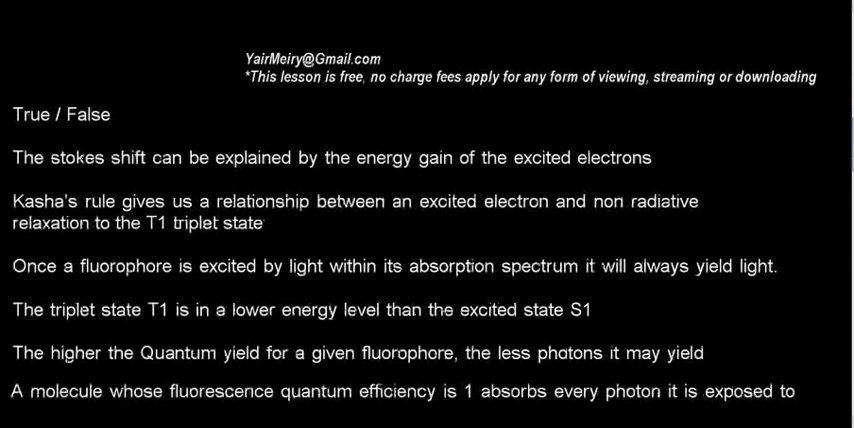 YairMeiry@Gmail.com
*This lesson is free, no charge fees apply for any form of viewing, streaming or downloading
True / False
The stokes shift can be explained by the energy gain of the excited electrons
Kasha's rule gives us a relationship between an excited electron and non radiative
relaxation to the T1 triplet state
Once a fluorophore is excited by light within its absorption spectrum it will always yield light.
The triplet state T1 is in a lower energy level than the excited state S1
The higher the Quantum yield for a given fluorophore, the less photons it may yield
A molecule whose fluorescence quantum efficiency is 1 absorbs every photon it is exposed to